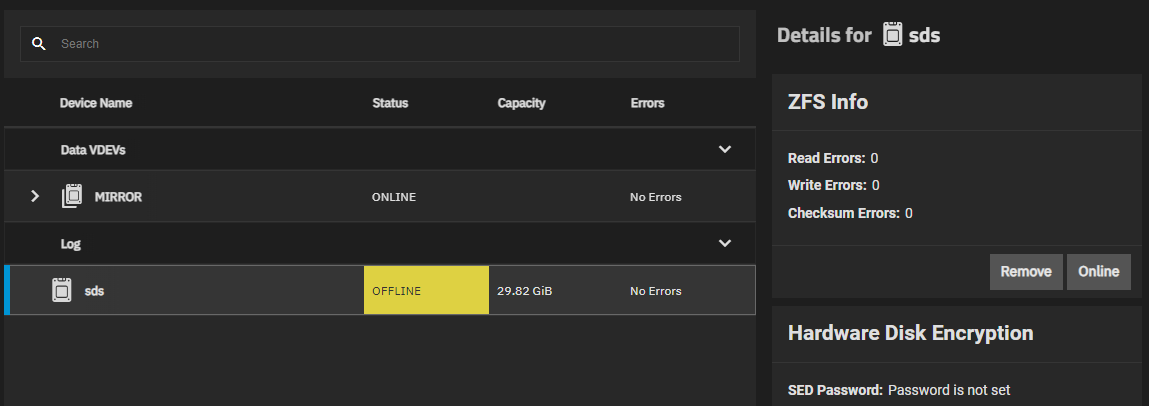 Search
Device Name Status Capacity Errors
Data VDEVs
MIRROR ONLINE No Errors
Log
sds OFFLINE 29.82 GiB No Errors
Details for sds
ZFS Info
Read Errors: 0
Write Errors: 0
Checksum Errors: 0
Remove Online
Hardware Disk Encryption
SED Password: Password is not set